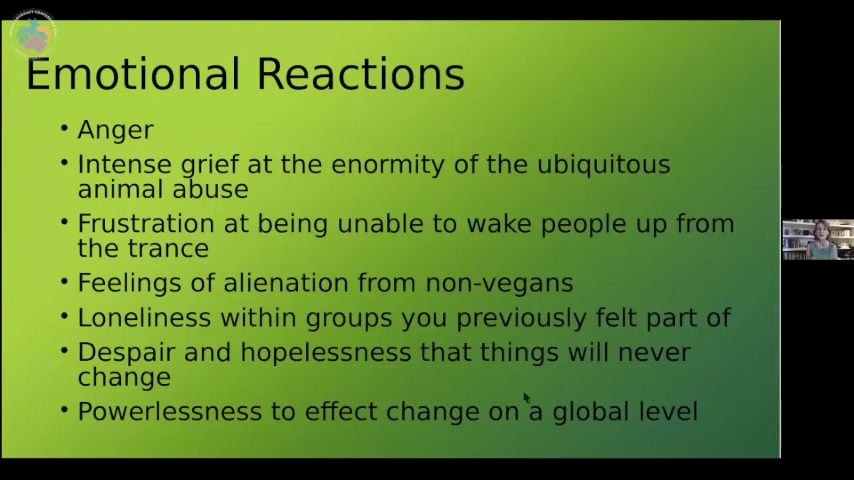 Emotional Reactions
• Anger
• Intense grief at the enormity of the ubiquitous
animal abuse
• Frustration at being unable to wake people up from
the trance
• Feelings of alienation from non-vegans
• Loneliness within groups you previously felt part of
• Despair and hopelessness that things will never
change
• Powerlessness to effect change on a global level